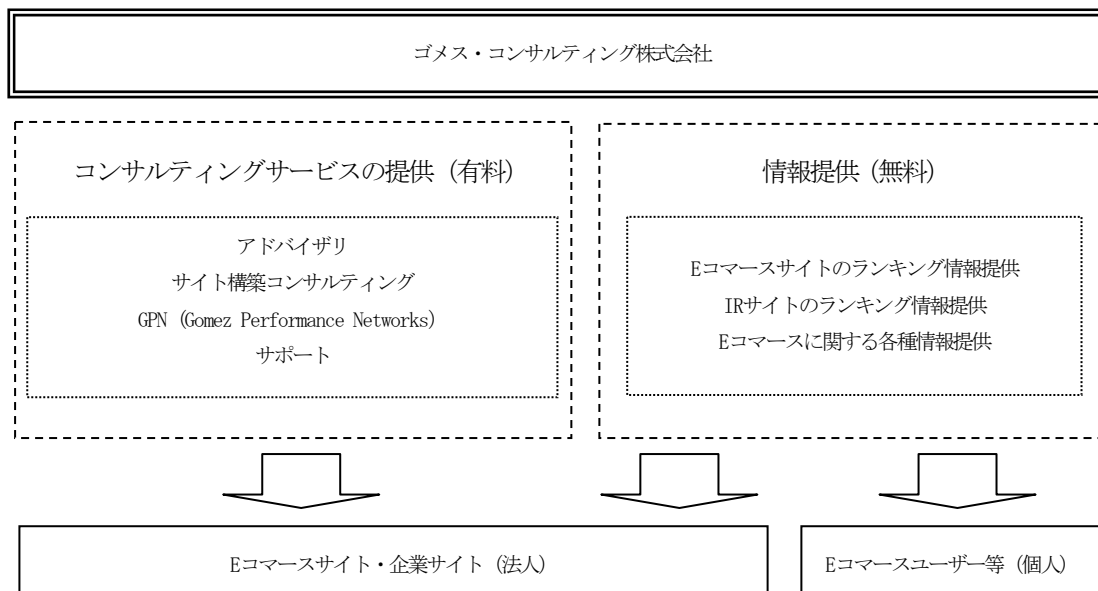 ゴメス・コンサルティング株式会社
コンサルティングサービスの提供（有料）
アドバイザリ
サイト構築コンサルティング
GPN（Gomez Performance Networks）
サポート
情報提供（無料）
Eコマースサイトのランキング情報提供
IRサイトのランキング情報提供
Eコマースに関する各種情報提供
Eコマースサイト・企業サイト（法人）
Eコマースユーザー等（個人）